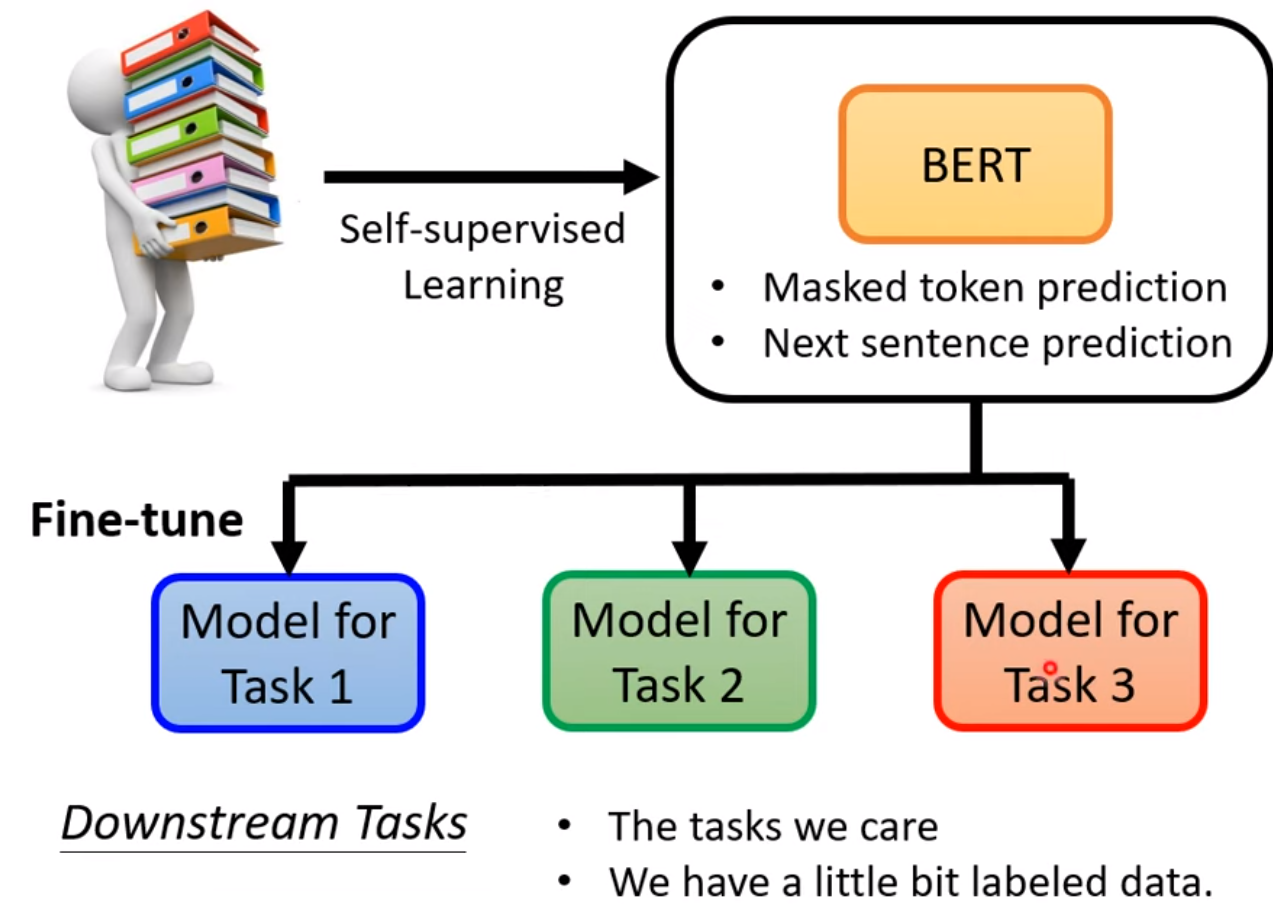 BERT
Self-supervised
Learning
• Masked token prediction
• Next sentence prediction
Fine-tune
Model for
Task 1
Model for
Task 2
Model for
Task 3
Downstream Tasks
• The tasks we care
• We have a little bit labeled data.